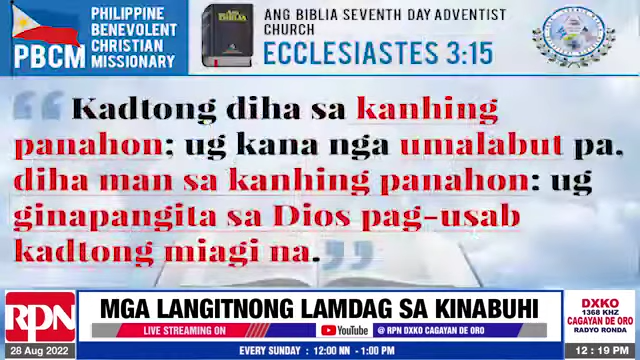 PBCM
PHILIPPINE
BENEVOLENT
CHRISTIAN
MISSIONARY
ANG BIBLIA SEVENTH DAY ADVENTIST
CHURCH
ECCLESIASTES 3:15
Kadtong diha sa kanhing
panahon; ug kana nga umalabut pa,
diha man sa kanhing panahon: ug
ginapangita sa Dios pag-usab
kadtong miagi na.
RPN
28 Aug 2022
MGA LANGITNONG LAMDAG SA KINABUHI
LIVE STREAMING ON
YouTube
@ RPN DXKO CAGAYAN DE ORO
EVERY SUNDAY : 12:00 NN - 1:00 PM
DXKO
1368 KHZ
CAGAYAN DE ORO
RADYO RONDA
12:19 PM